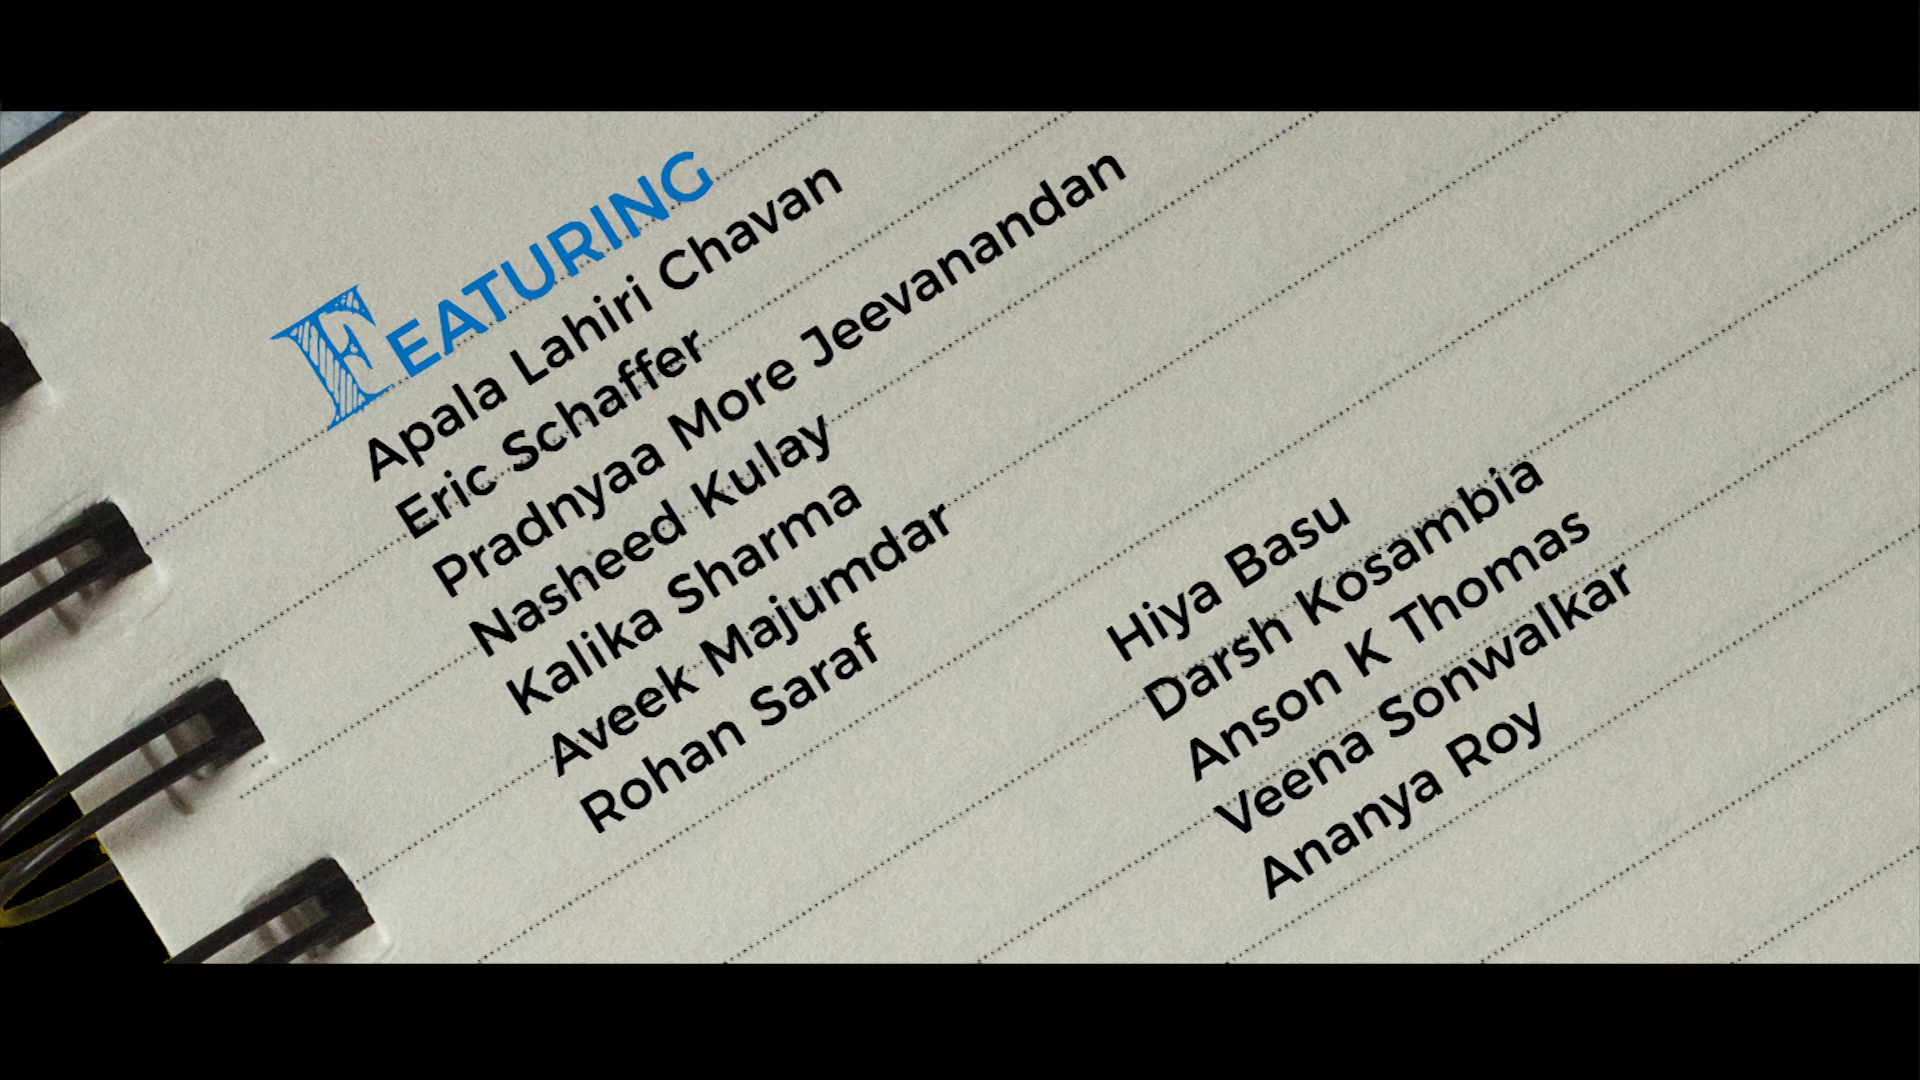 FEATURING
Apala Lahiri Chavan
Eric Schaffer
Pradnyaa More Jeevanandan
Nasheed Kulay
Kalika Sharma
Aveek Majumdar
Rohan Saraf
Hiya Basu
Darsh Kosambia
Anson K Thomas
Veena Sonwalkar
Ananya Roy